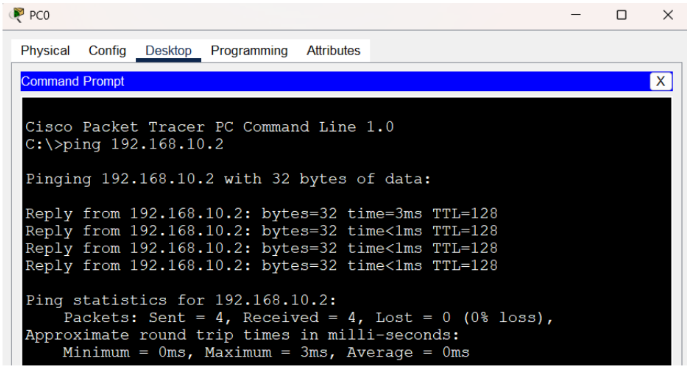 PC0
Physical Config Desktop Programming Attributes
Command Prompt
X
Cisco Packet Tracer PC Command Line 1.0
C:\>ping 192.168.10.2
Pinging 192.168.10.2 with 32 bytes of data:
Reply from 192.168.10.2: bytes=32 time=3ms TTL=128
Reply from 192.168.10.2: bytes=32 time<1ms TTL=128
Reply from 192.168.10.2: bytes=32 time<1ms TTL=128
Reply from 192.168.10.2: bytes=32 time<1ms TTL=128
Ping statistics for 192.168.10.2:
Packets: Sent = 4, Received = 4, Lost = 0 (0% loss),
Approximate round trip times in milli-seconds:
Minimum = 0ms, Maximum = 3ms, Average = 0ms